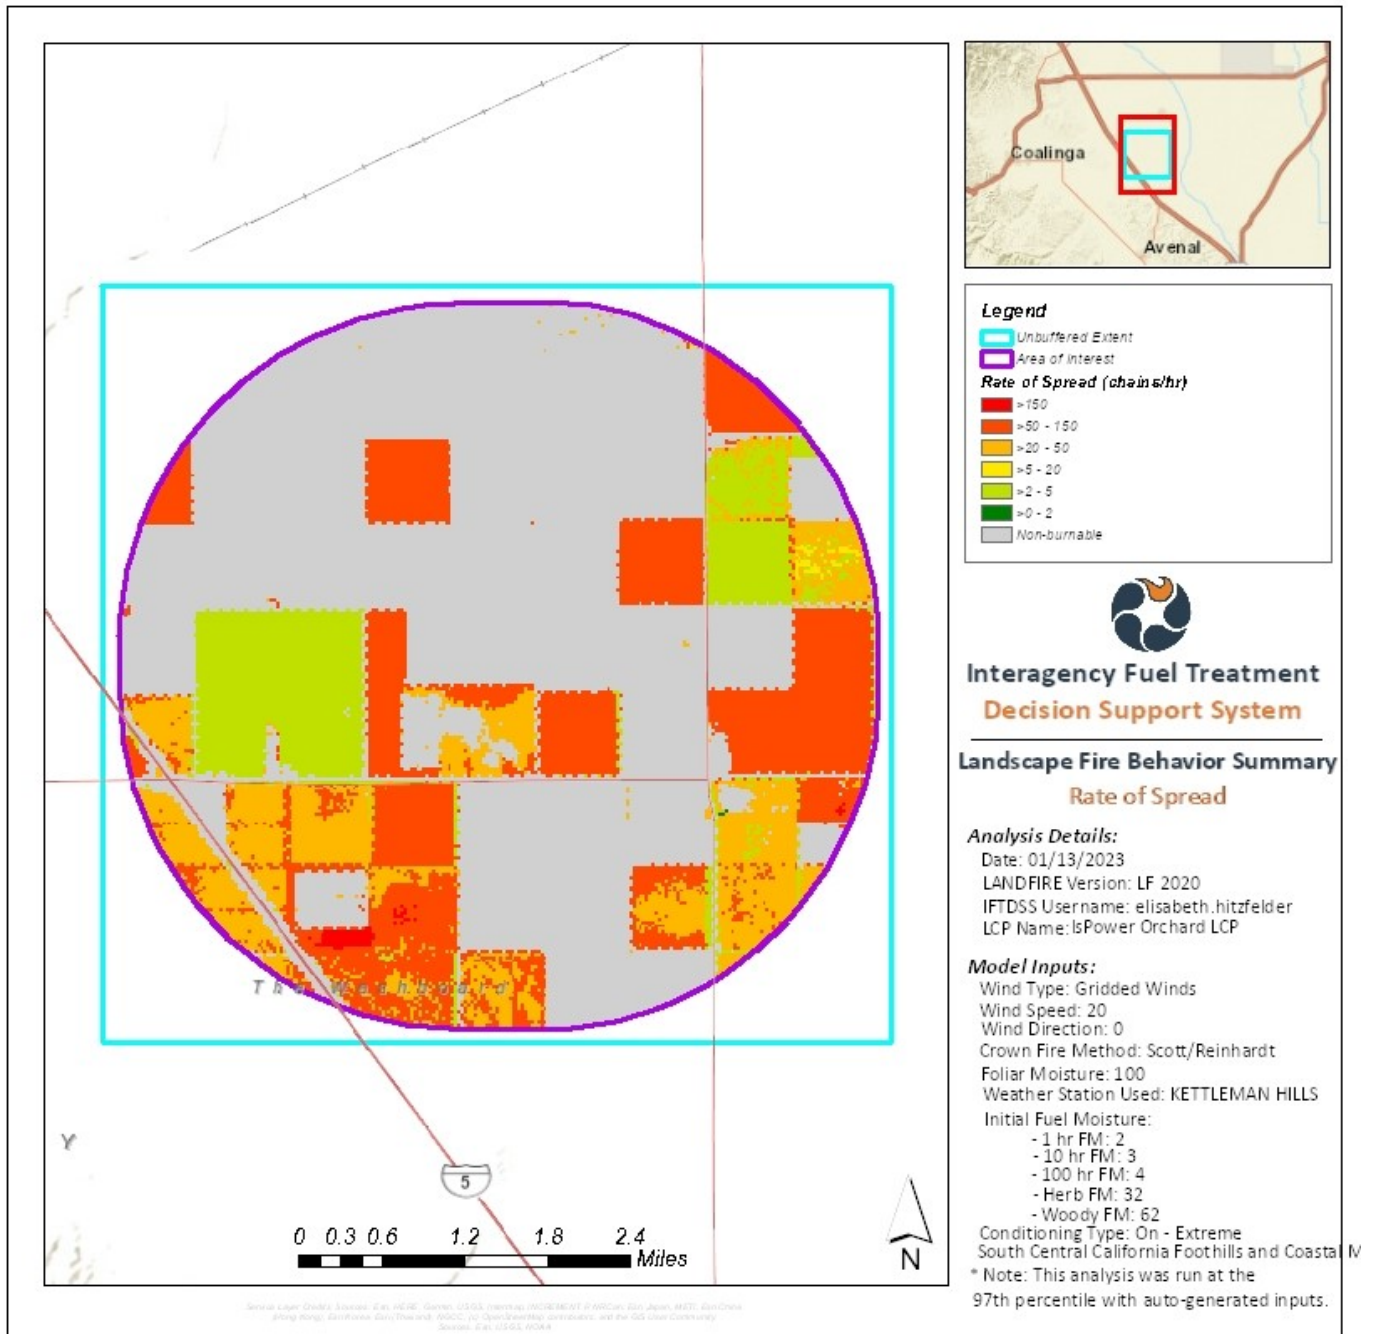 Coalinga
Avenal
Legend
Unbuffered Extent
Area of Interest
Rate of Spread (chains/hr)
>150
>50 - 150
>20 - 50
>5 - 20
>2 - 5
>0 - 2
Non-burnable
Interagency Fuel Treatment
Decision Support System
Landscape Fire Behavior Summary
Rate of Spread
Analysis Details:
Date: 01/13/2023
LANDFIRE Version: LF 2020
IFTDSS Username: elisabeth.hitzfelder
LCP Name: IsPower Orchard LCP
Model Inputs:
Wind Type: Gridded Winds
Wind Speed: 20
Wind Direction: 0
Crown Fire Method: Scott/Reinhardt
Foliar Moisture: 100
Weather Station Used: KETTLEMAN HILLS
Initial Fuel Moisture:
- 1 hr FM: 2
- 10 hr FM: 3
- 100 hr FM: 4
- Herb FM: 32
- Woody FM: 62
Conditioning Type: On - Extreme
South Central California Foothills and Coastal M
* Note: This analysis was run at the
97th percentile with auto-generated inputs.
The Washboard
Y
5
0 0.3 0.6 1.2 1.8 2.4
Miles
N